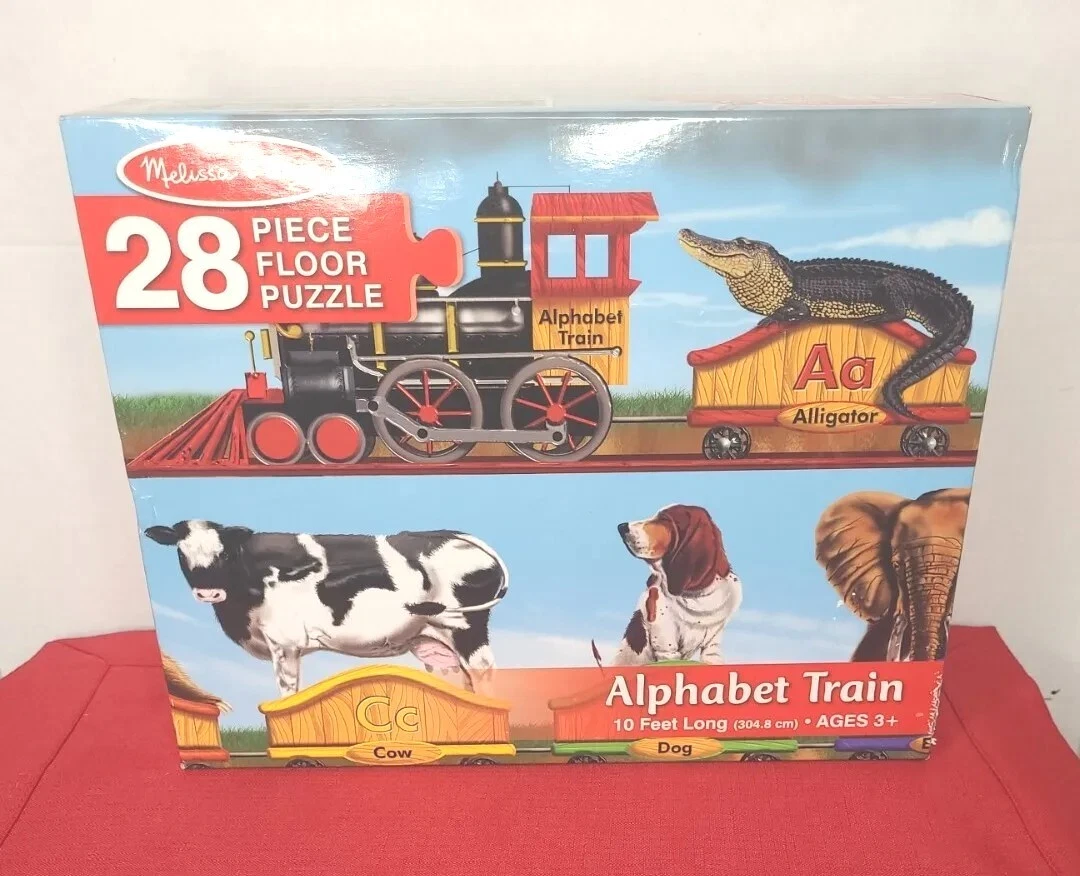 Melissa
28 PIECE
FLOOR
PUZZLE
Alphabet
Train
Aa
Alligator
Cc
Cow
Dog
E
Alphabet Train
10 Feet Long (304.8 cm) • AGES 3+